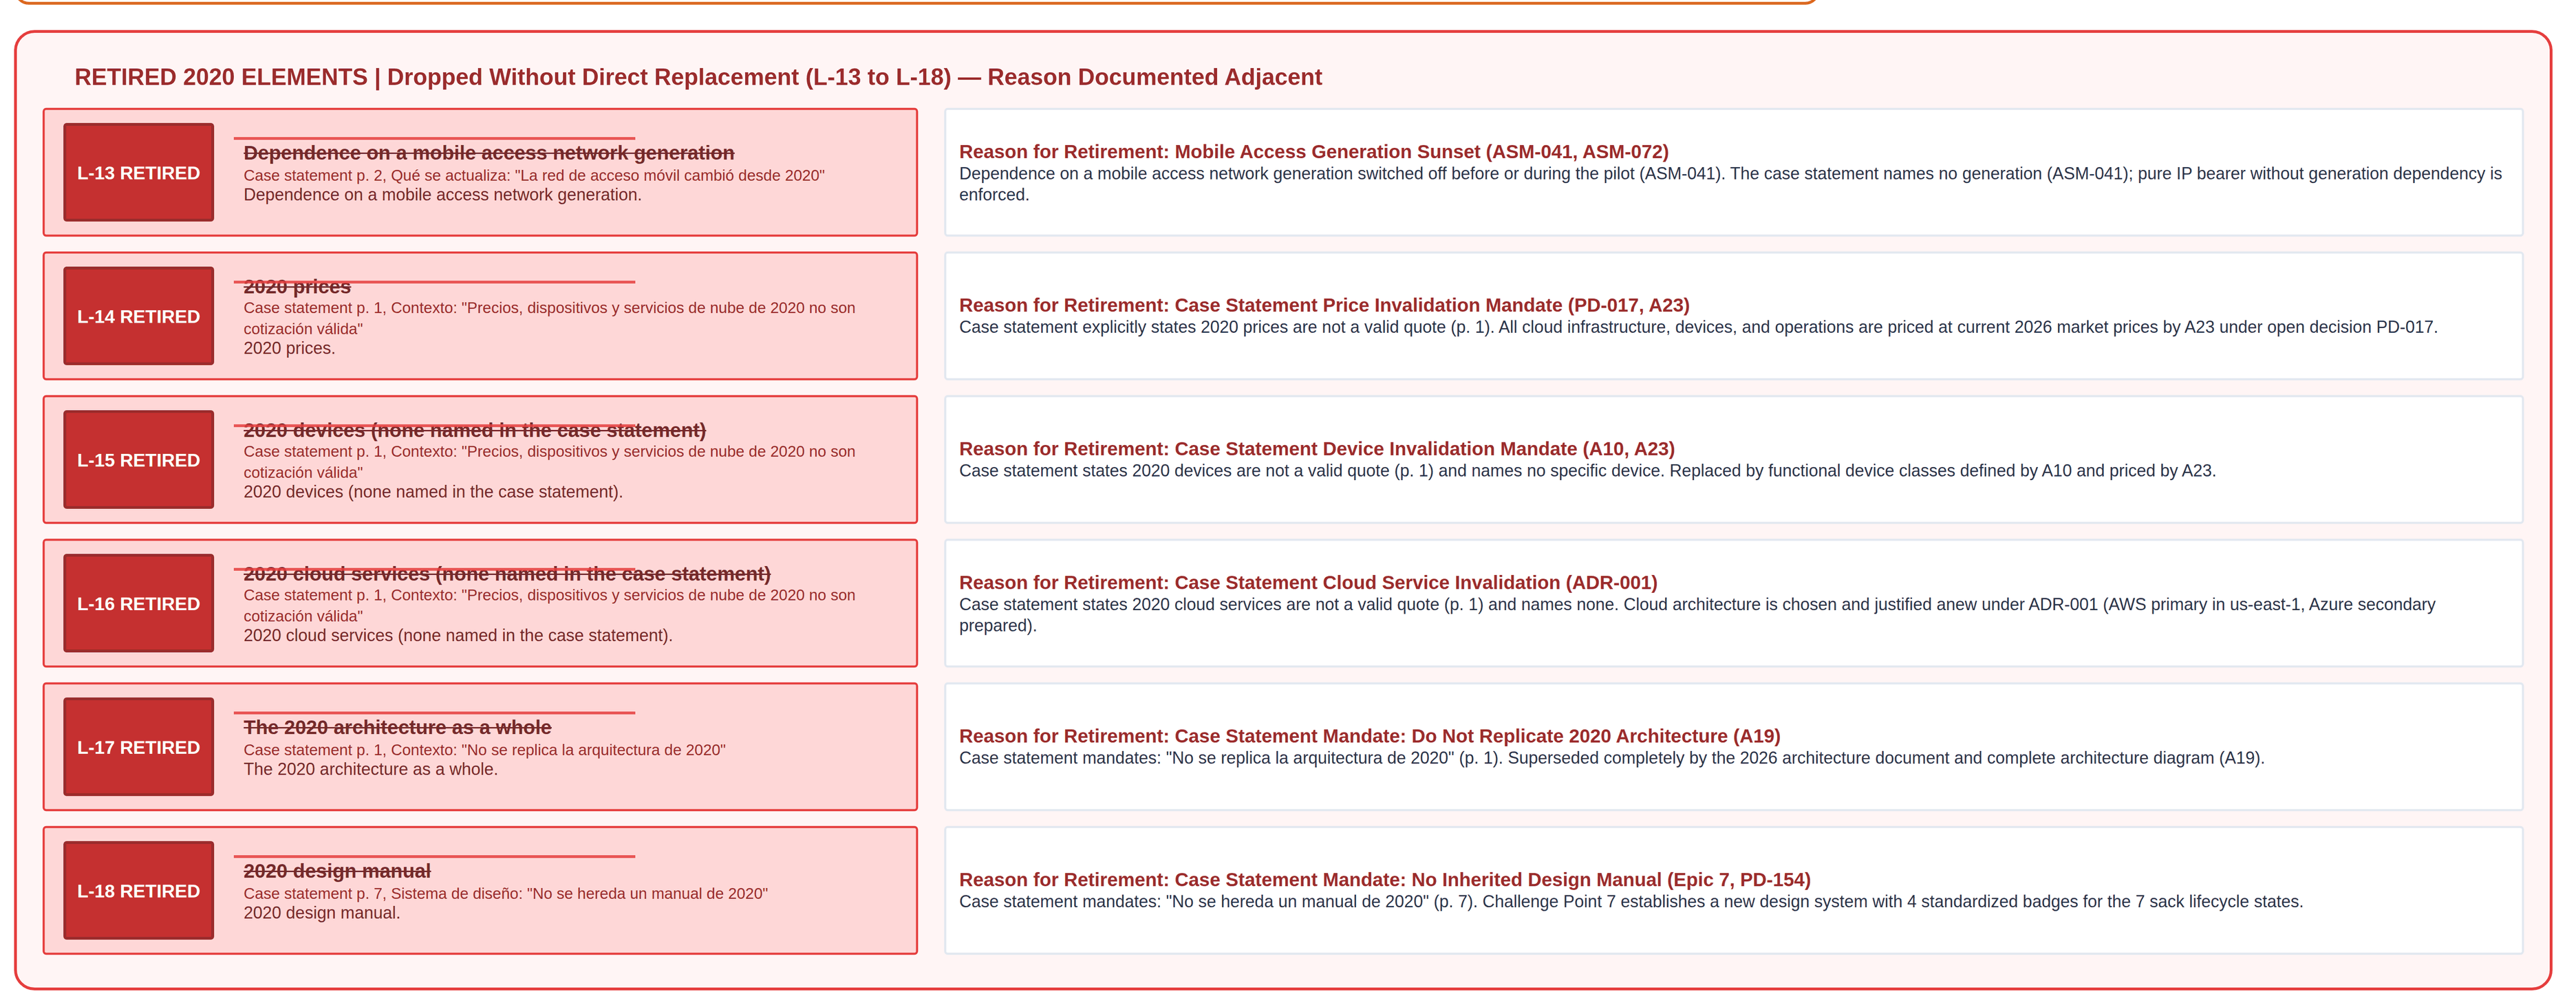 RETIRED 2020 ELEMENTS | Dropped Without Direct Replacement (L-13 to L-18) — Reason Documented Adjacent
L-13 RETIRED
Dependence on a mobile access network generation
Case statement p. 2, Qué se actualiza: "La red de acceso móvil cambió desde 2020"
Dependence on a mobile access network generation.
Reason for Retirement: Mobile Access Generation Sunset (ASM-041, ASM-072)
Dependence on a mobile access network generation switched off before or during the pilot (ASM-041). The case statement names no generation (ASM-041); pure IP bearer without generation dependency is
enforced.
L-14 RETIRED
2020 prices
Case statement p. 1, Contexto: "Precios, dispositivos y servicios de nube de 2020 no son
cotización válida"
2020 prices.
Reason for Retirement: Case Statement Price Invalidation Mandate (PD-017, A23)
Case statement explicitly states 2020 prices are not a valid quote (p. 1). All cloud infrastructure, devices, and operations are priced at current 2026 market prices by A23 under open decision PD-017.
L-15 RETIRED
2020 devices (none named in the case statement)
Case statement p. 1, Contexto: "Precios, dispositivos y servicios de nube de 2020 no son
cotización válida"
2020 devices (none named in the case statement).
Reason for Retirement: Case Statement Device Invalidation Mandate (A10, A23)
Case statement states 2020 devices are not a valid quote (p. 1) and names no specific device. Replaced by functional device classes defined by A10 and priced by A23.
L-16 RETIRED
2020 cloud services (none named in the case statement)
Case statement p. 1, Contexto: "Precios, dispositivos y servicios de nube de 2020 no son
cotización válida"
2020 cloud services (none named in the case statement).
Reason for Retirement: Case Statement Cloud Service Invalidation (ADR-001)
Case statement states 2020 cloud services are not a valid quote (p. 1) and names none. Cloud architecture is chosen and justified anew under ADR-001 (AWS primary in us-east-1, Azure secondary
prepared).
L-17 RETIRED
The 2020 architecture as a whole
Case statement p. 1, Contexto: "No se replica la arquitectura de 2020"
The 2020 architecture as a whole.
Reason for Retirement: Case Statement Mandate: Do Not Replicate 2020 Architecture (A19)
Case statement mandates: "No se replica la arquitectura de 2020" (p. 1). Superseded completely by the 2026 architecture document and complete architecture diagram (A19).
L-18 RETIRED
2020 design manual
Case statement p. 7, Sistema de diseño: "No se hereda un manual de 2020"
2020 design manual.
Reason for Retirement: Case Statement Mandate: No Inherited Design Manual (Epic 7, PD-154)
Case statement mandates: "No se hereda un manual de 2020" (p. 7). Challenge Point 7 establishes a new design system with 4 standardized badges for the 7 sack lifecycle states.